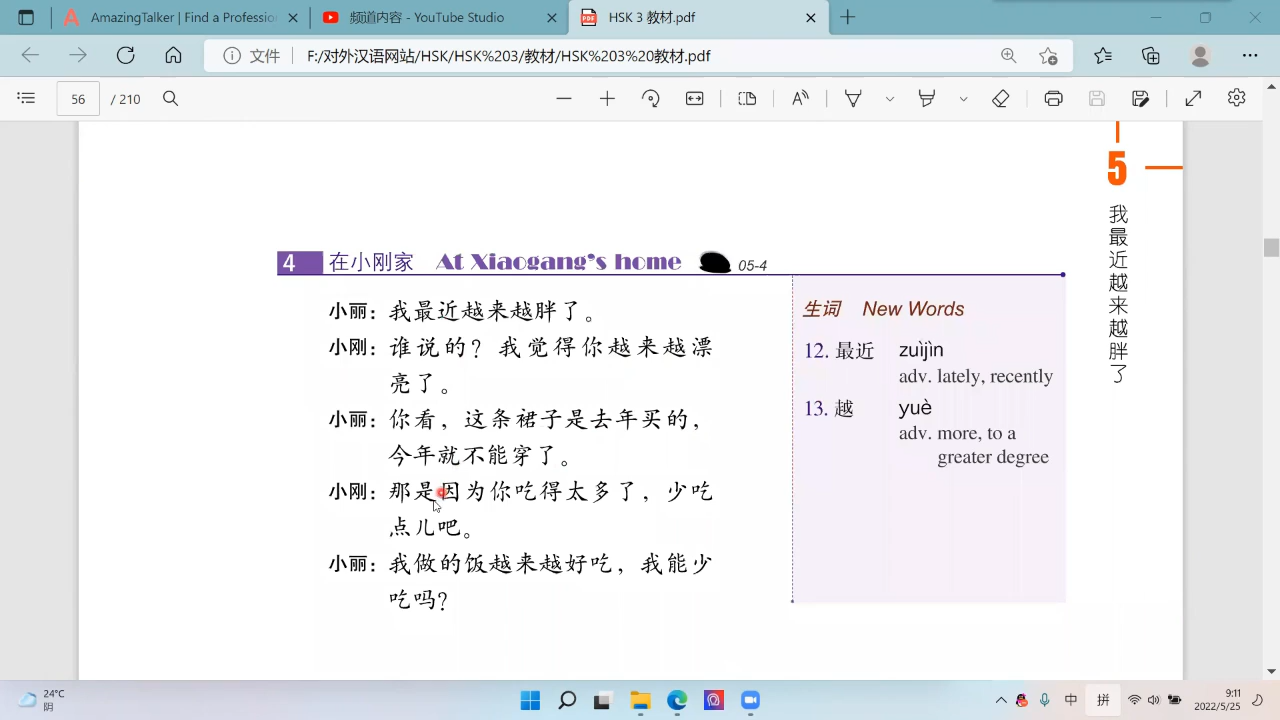 AmazingTalker | Find a Professio
频道内容 - YouTube Studio
HSK 3 教材.pdf
文件
F:/对外汉语网站/HSK/HSK%203/教材/HSK%203%20教材.pdf
56 / 210
5
我最近越来越胖了
4 在小刚家 At Xiaogang's home 05-4
小丽：我最近越来越胖了。
小刚：谁说的？我觉得你越来越漂
亮了。
小丽：你看，这条裙子是去年买的，
今年就不能穿了。
小刚：那是因为你吃得太多了，少吃
点儿吧。
小丽：我做的饭越来越好吃，我能少
吃吗？
生词 New Words
12. 最近 zuìjìn
adv. lately, recently
13. 越 yuè
adv. more, to a
greater degree
24°C
阴
中
拼
9:11
2022/5/25